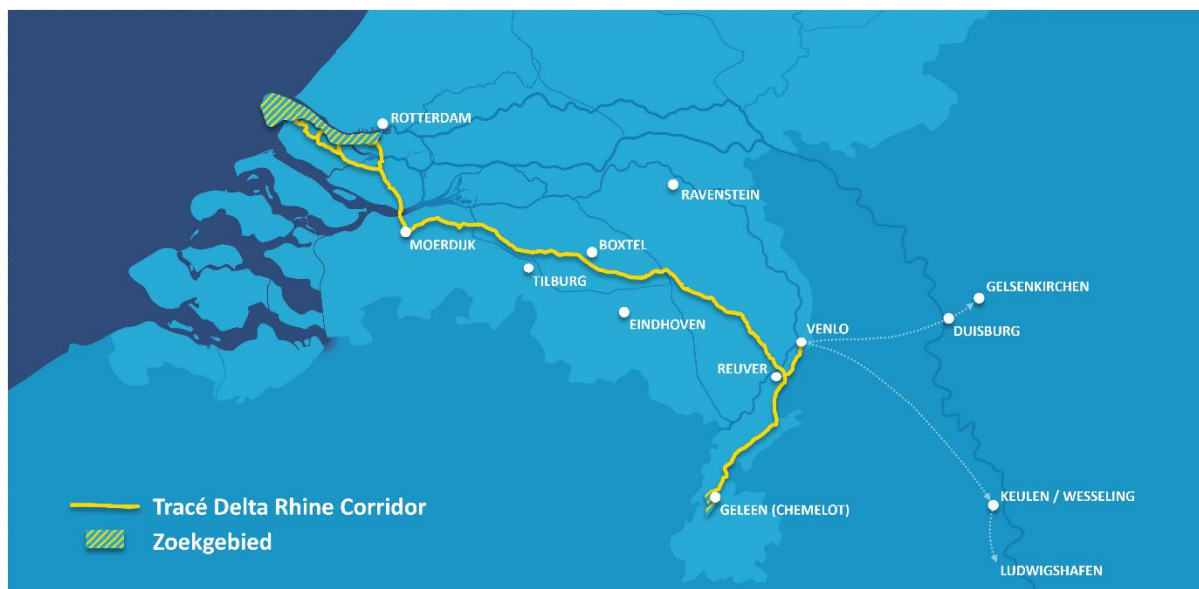 ROTTERDAM
RAVENSTEIN
MOERDIJK
BOXTEL
TILBURG
GELSENKIRCHEN
EINDHOVEN
VENLO
DUISBURG
REUVER
Tracé Delta Rhine Corridor
GELEEN (CHEMELOT)
KEULEN / WESSELING
Zoekgebied
LUDWIGSHAFEN